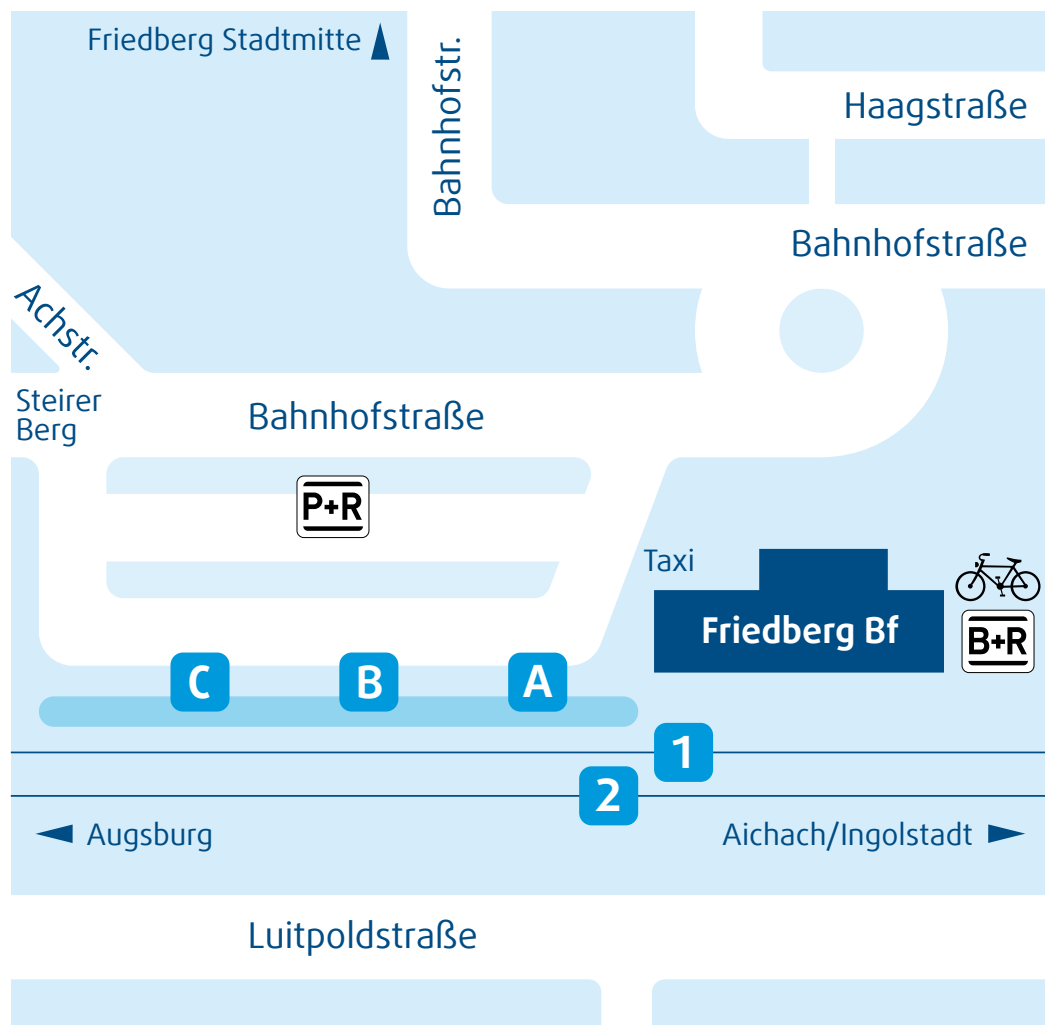 Friedberg Stadtmitte
Bahnhofstr.
Haagstraße
Bahnhofstraße
Achstr.
Steirer
Berg
Bahnhofstraße
P+R
Taxi
Friedberg Bf
B+R
C
B
A
1
2
Augsburg
Aichach/Ingolstadt
Luitpoldstraße